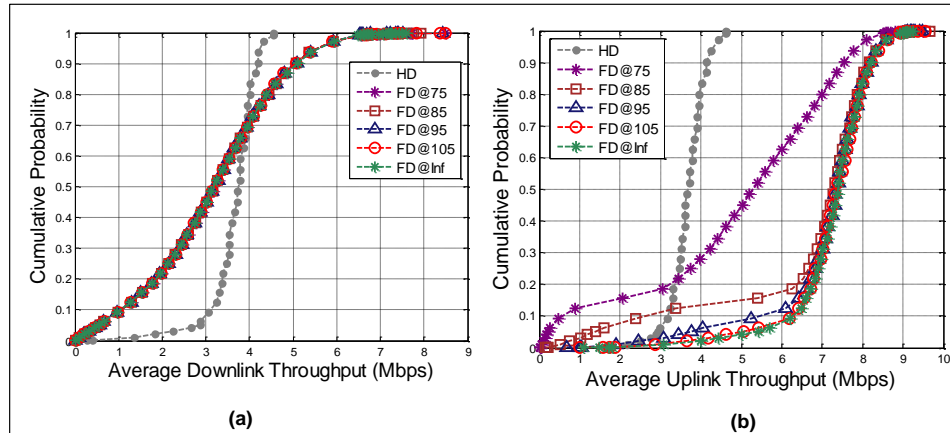 Cumulative Probability
1
0.9
0.8
0.7
0.6
0.5
0.4
0.3
0.2
0.1
0
0 1 2 3 4 5 6 7 8 9
Average Downlink Throughput (Mbps)
HD
FD@75
FD@85
FD@95
FD@105
FD@Inf
(a)
Cumulative Probability
1
0.9
0.8
0.7
0.6
0.5
0.4
0.3
0.2
0.1
0
0 1 2 3 4 5 6 7 8 9 10
Average Uplink Throughput (Mbps)
HD
FD@75
FD@85
FD@95
FD@105
FD@Inf
(b)